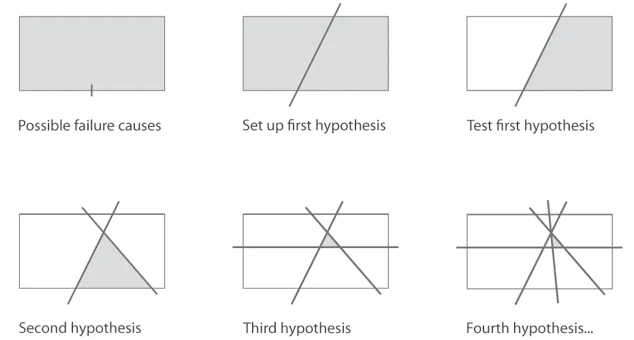 Possible failure causes
Set up first hypothesis
Test first hypothesis
Second hypothesis
Third hypothesis
Fourth hypothesis...